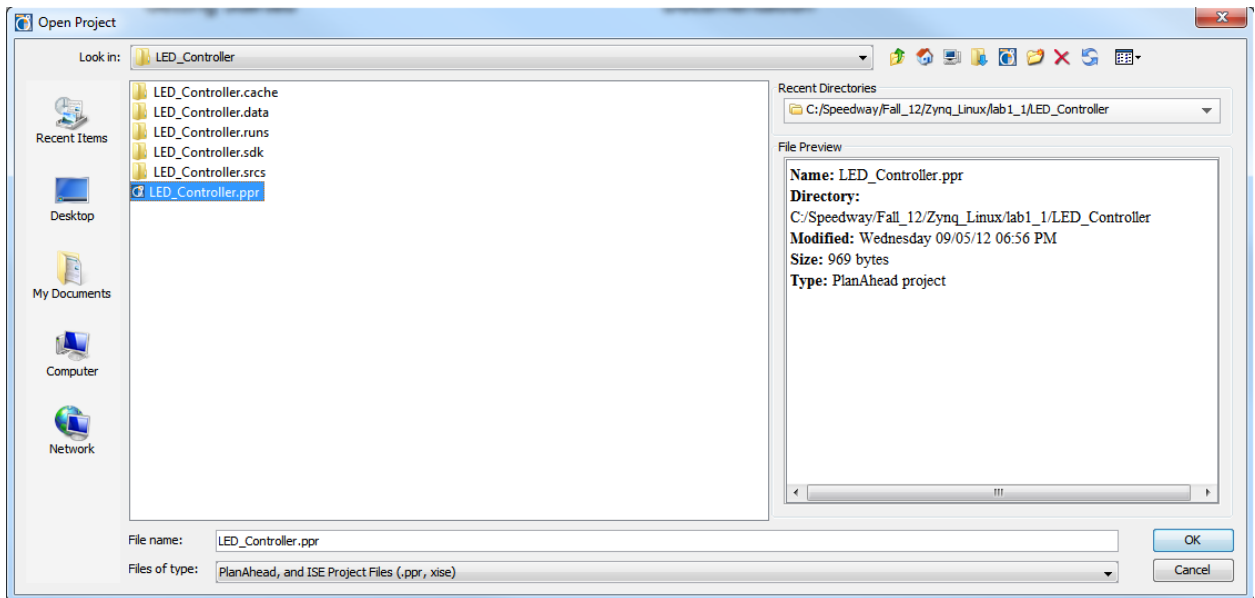 Open Project
Look in:
LED_Controller
Recent Items
Desktop
My Documents
Computer
Network
LED_Controller.cache
LED_Controller.data
LED_Controller.runs
LED_Controller.sdk
LED_Controller.srcs
LED_Controller.ppr
Recent Directories
C:/Speedway/Fall_12/Zynq_Linux/lab1_1/LED_Controller
File Preview
Name: LED_Controller.ppr
Directory:
C:/Speedway/Fall_12/Zynq_Linux/lab1_1/LED_Controller
Modified: Wednesday 09/05/12 06:56 PM
Size: 969 bytes
Type: PlanAhead project
File name:
LED_Controller.ppr
OK
Files of type:
PlanAhead, and ISE Project Files (.ppr, xise)
Cancel